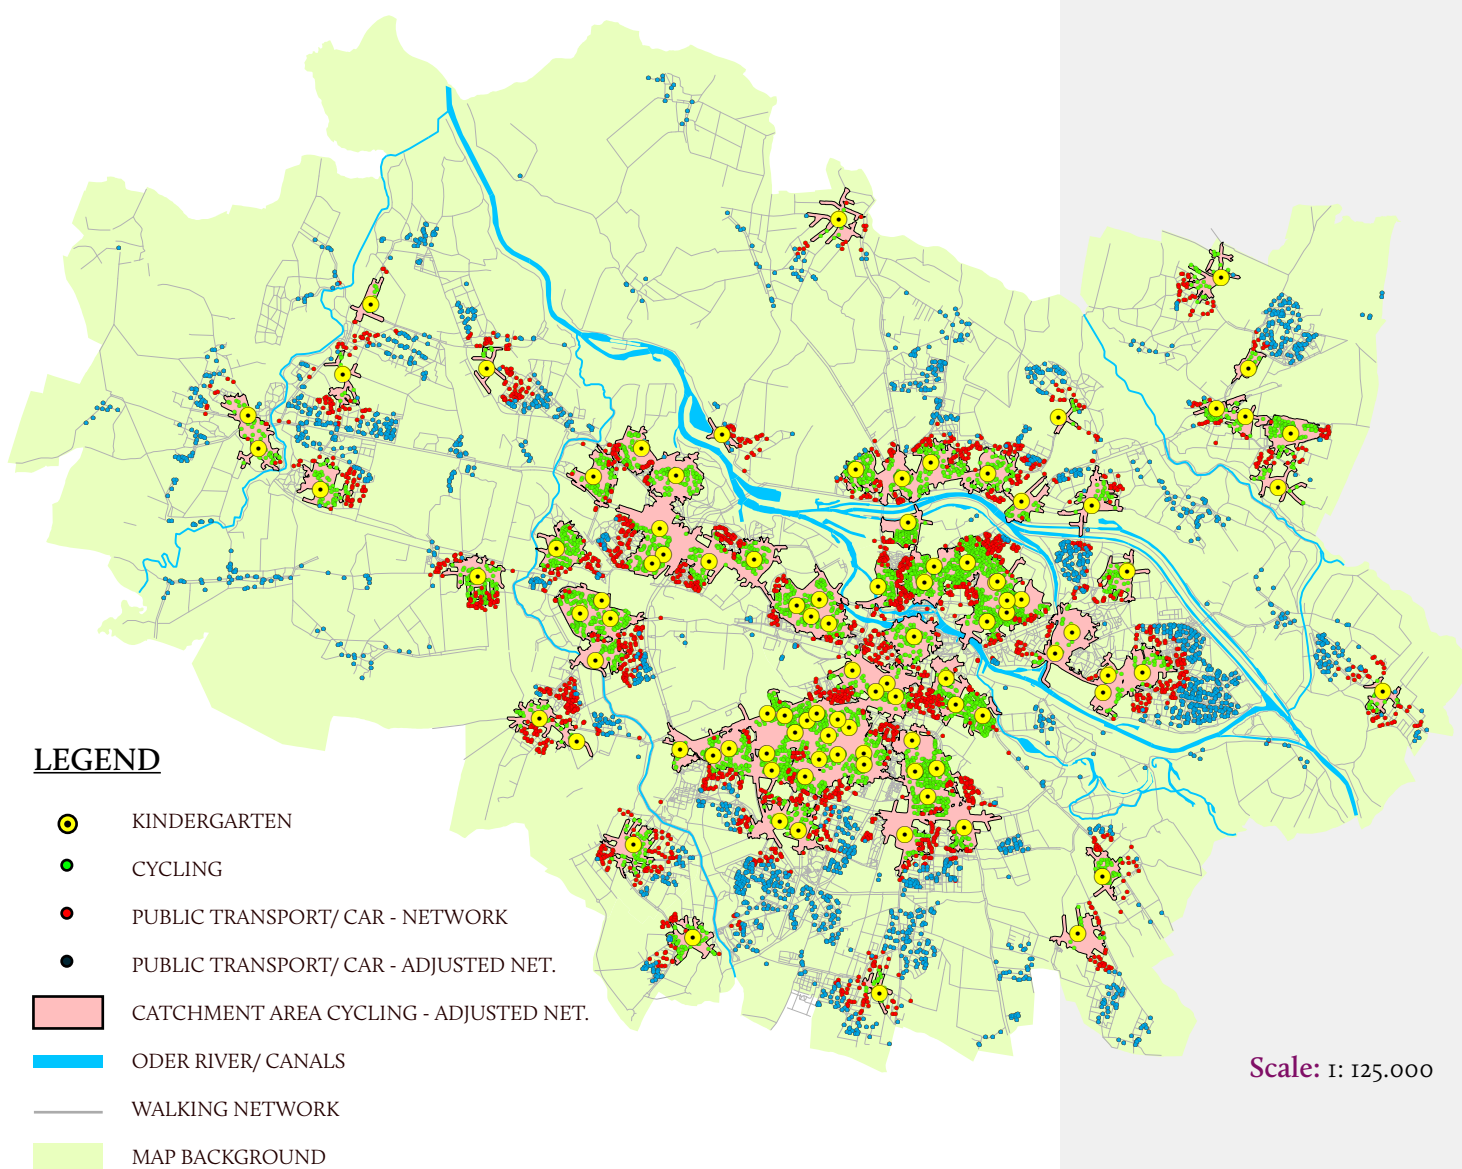 LEGEND
KINDERGARTEN
CYCLING
PUBLIC TRANSPORT/ CAR - NETWORK
PUBLIC TRANSPORT/ CAR - ADJUSTED NET.
CATCHMENT AREA CYCLING - ADJUSTED NET.
ODER RIVER/ CANALS
WALKING NETWORK
MAP BACKGROUND
Scale: 1: 125.000